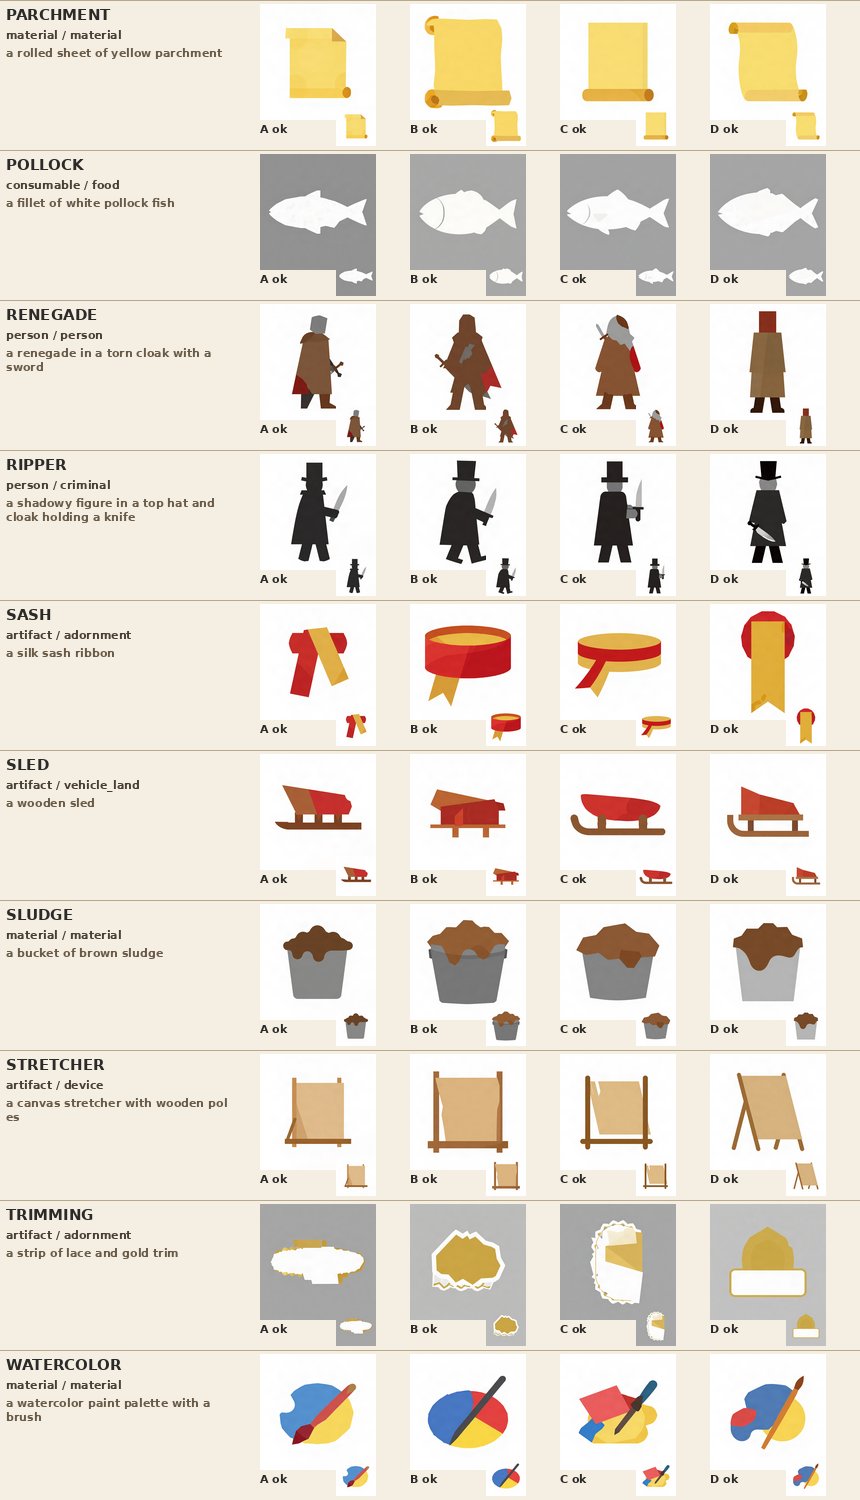 PARCHMENT
material / material
a rolled sheet of yellow parchment
A ok
B ok
C ok
D ok
POLLOCK
consumable / food
a fillet of white pollock fish
A ok
B ok
C ok
D ok
RENEGADE
person / person
a renegade in a torn cloak with a
sword
A ok
B ok
C ok
D ok
RIPPER
person / criminal
a shadowy figure in a top hat and
cloak holding a knife
A ok
B ok
C ok
D ok
SASH
artifact / adornment
a silk sash ribbon
A ok
B ok
C ok
D ok
SLED
artifact / vehicle_land
a wooden sled
A ok
B ok
C ok
D ok
SLUDGE
material / material
a bucket of brown sludge
A ok
B ok
C ok
D ok
STRETCHER
artifact / device
a canvas stretcher with wooden pol
es
A ok
B ok
C ok
D ok
TRIMMING
artifact / adornment
a strip of lace and gold trim
A ok
B ok
C ok
D ok
WATERCOLOR
material / material
a watercolor paint palette with a
brush
A ok
B ok
C ok
D ok